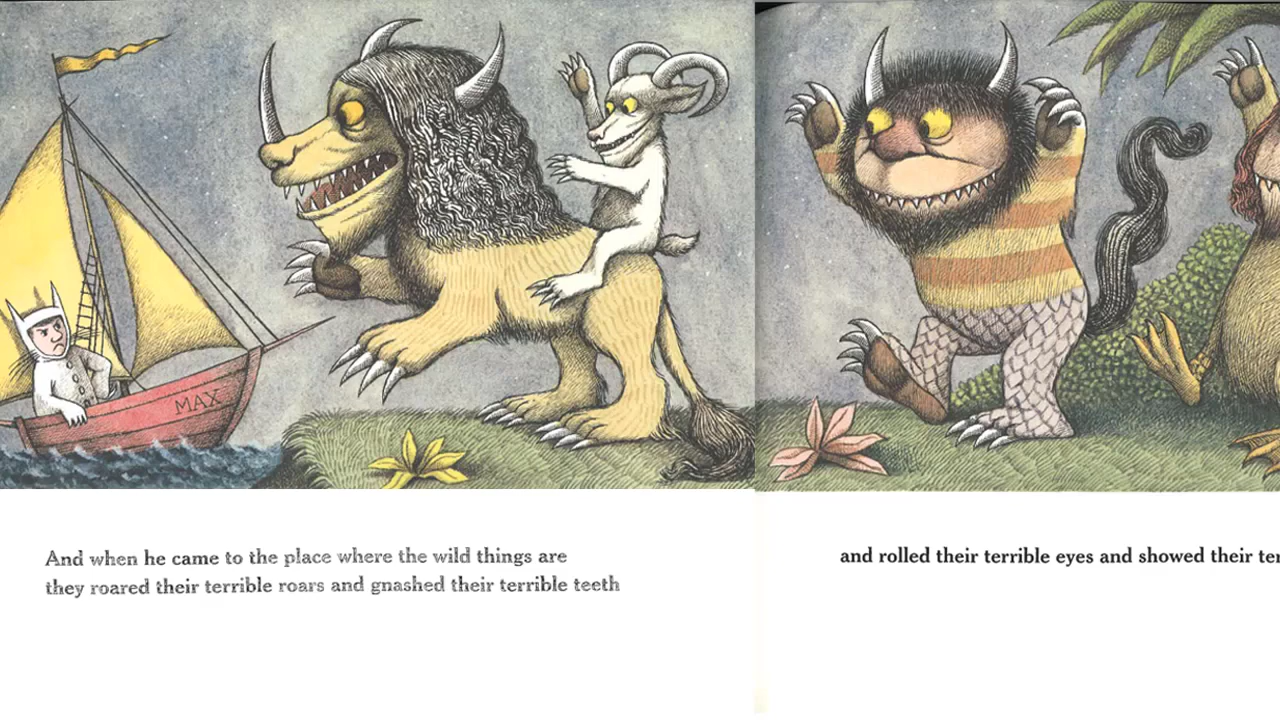 MAX
And when he came to the place where the wild things are
they roared their terrible roars and gnashed their terrible teeth
and rolled their terrible eyes and showed their